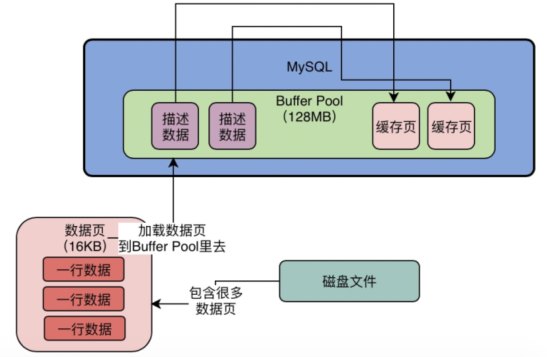 MySQL
Buffer Pool
（128MB）
描述
数据
描述
数据
缓存页
缓存页
数据页
（16KB）
加载数据页
到Buffer Pool里去
一行数据
一行数据
一行数据
包含很多
数据页
磁盘文件